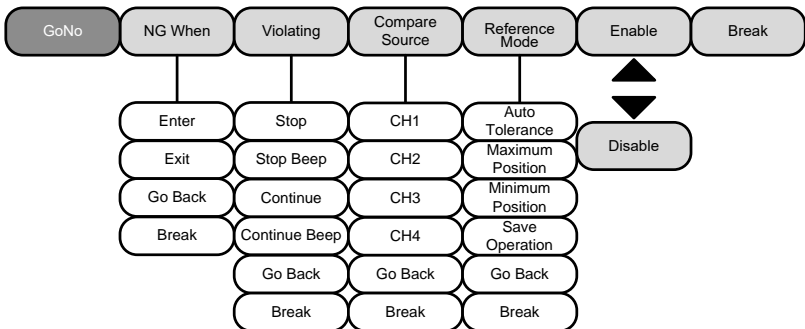 GoNo
NG When
Violating
Compare
Source
Reference
Mode
Enable
Break
Enter
Exit
Go Back
Break
Stop
Stop Beep
Continue
Continue Beep
Go Back
Break
CH1
CH2
CH3
CH4
Go Back
Break
Auto
Tolerance
Maximum
Position
Minimum
Position
Save
Operation
Go Back
Break
Disable